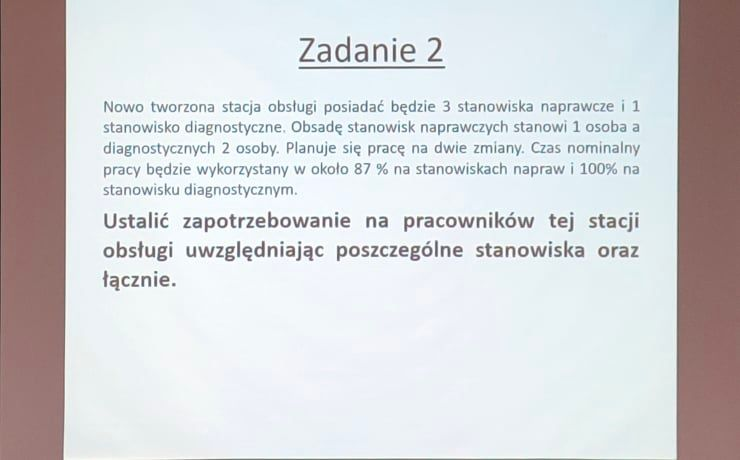 Zadanie 2
Nowo tworzona stacja obsługi posiadać będzie 3 stanowiska naprawcze i 1
stanowisko diagnostyczne. Obsadę stanowisk naprawczych stanowi 1 osoba a
diagnostycznych 2 osoby. Planuje się pracę na dwie zmiany. Czas nominalny
pracy będzie wykorzystany w około 87 % na stanowiskach napraw i 100% na
stanowisku diagnostycznym.
Ustalić zapotrzebowanie na pracowników tej stacji
obsługi uwzględniając poszczególne stanowiska oraz
łącznie.